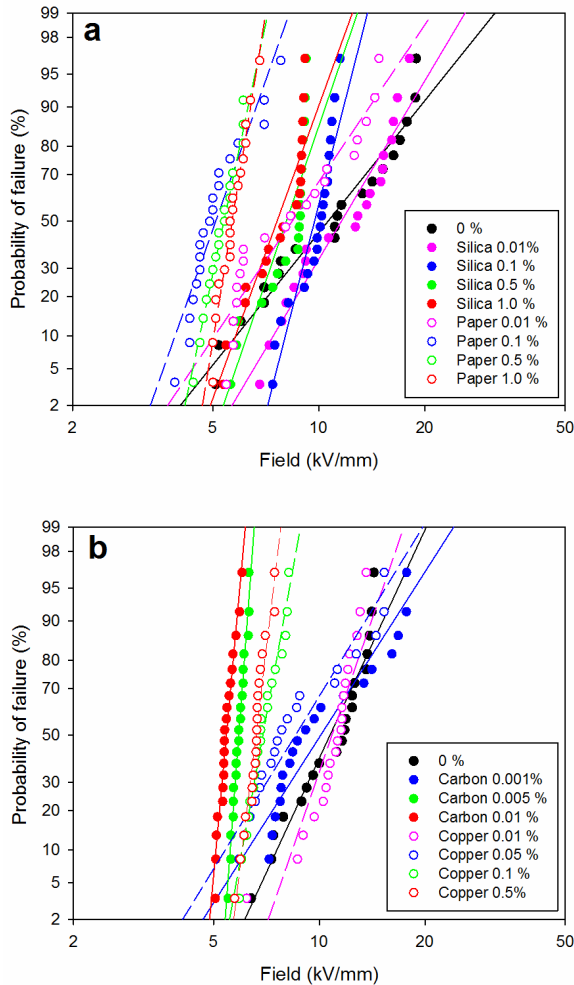 a
99
98
95
90
80
70
50
30
20
10
5
2
Probability of failure (%)
0 %
Silica 0.01%
Silica 0.1 %
Silica 0.5 %
Silica 1.0 %
Paper 0.01 %
Paper 0.1 %
Paper 0.5 %
Paper 1.0 %
2 5 10 20 50
Field (kV/mm)
b
99
98
95
90
80
70
50
30
20
10
5
2
Probability of failure (%)
0 %
Carbon 0.001%
Carbon 0.005 %
Carbon 0.01 %
Copper 0.01 %
Copper 0.05 %
Copper 0.1 %
Copper 0.5%
2 5 10 20 50
Field (kV/mm)